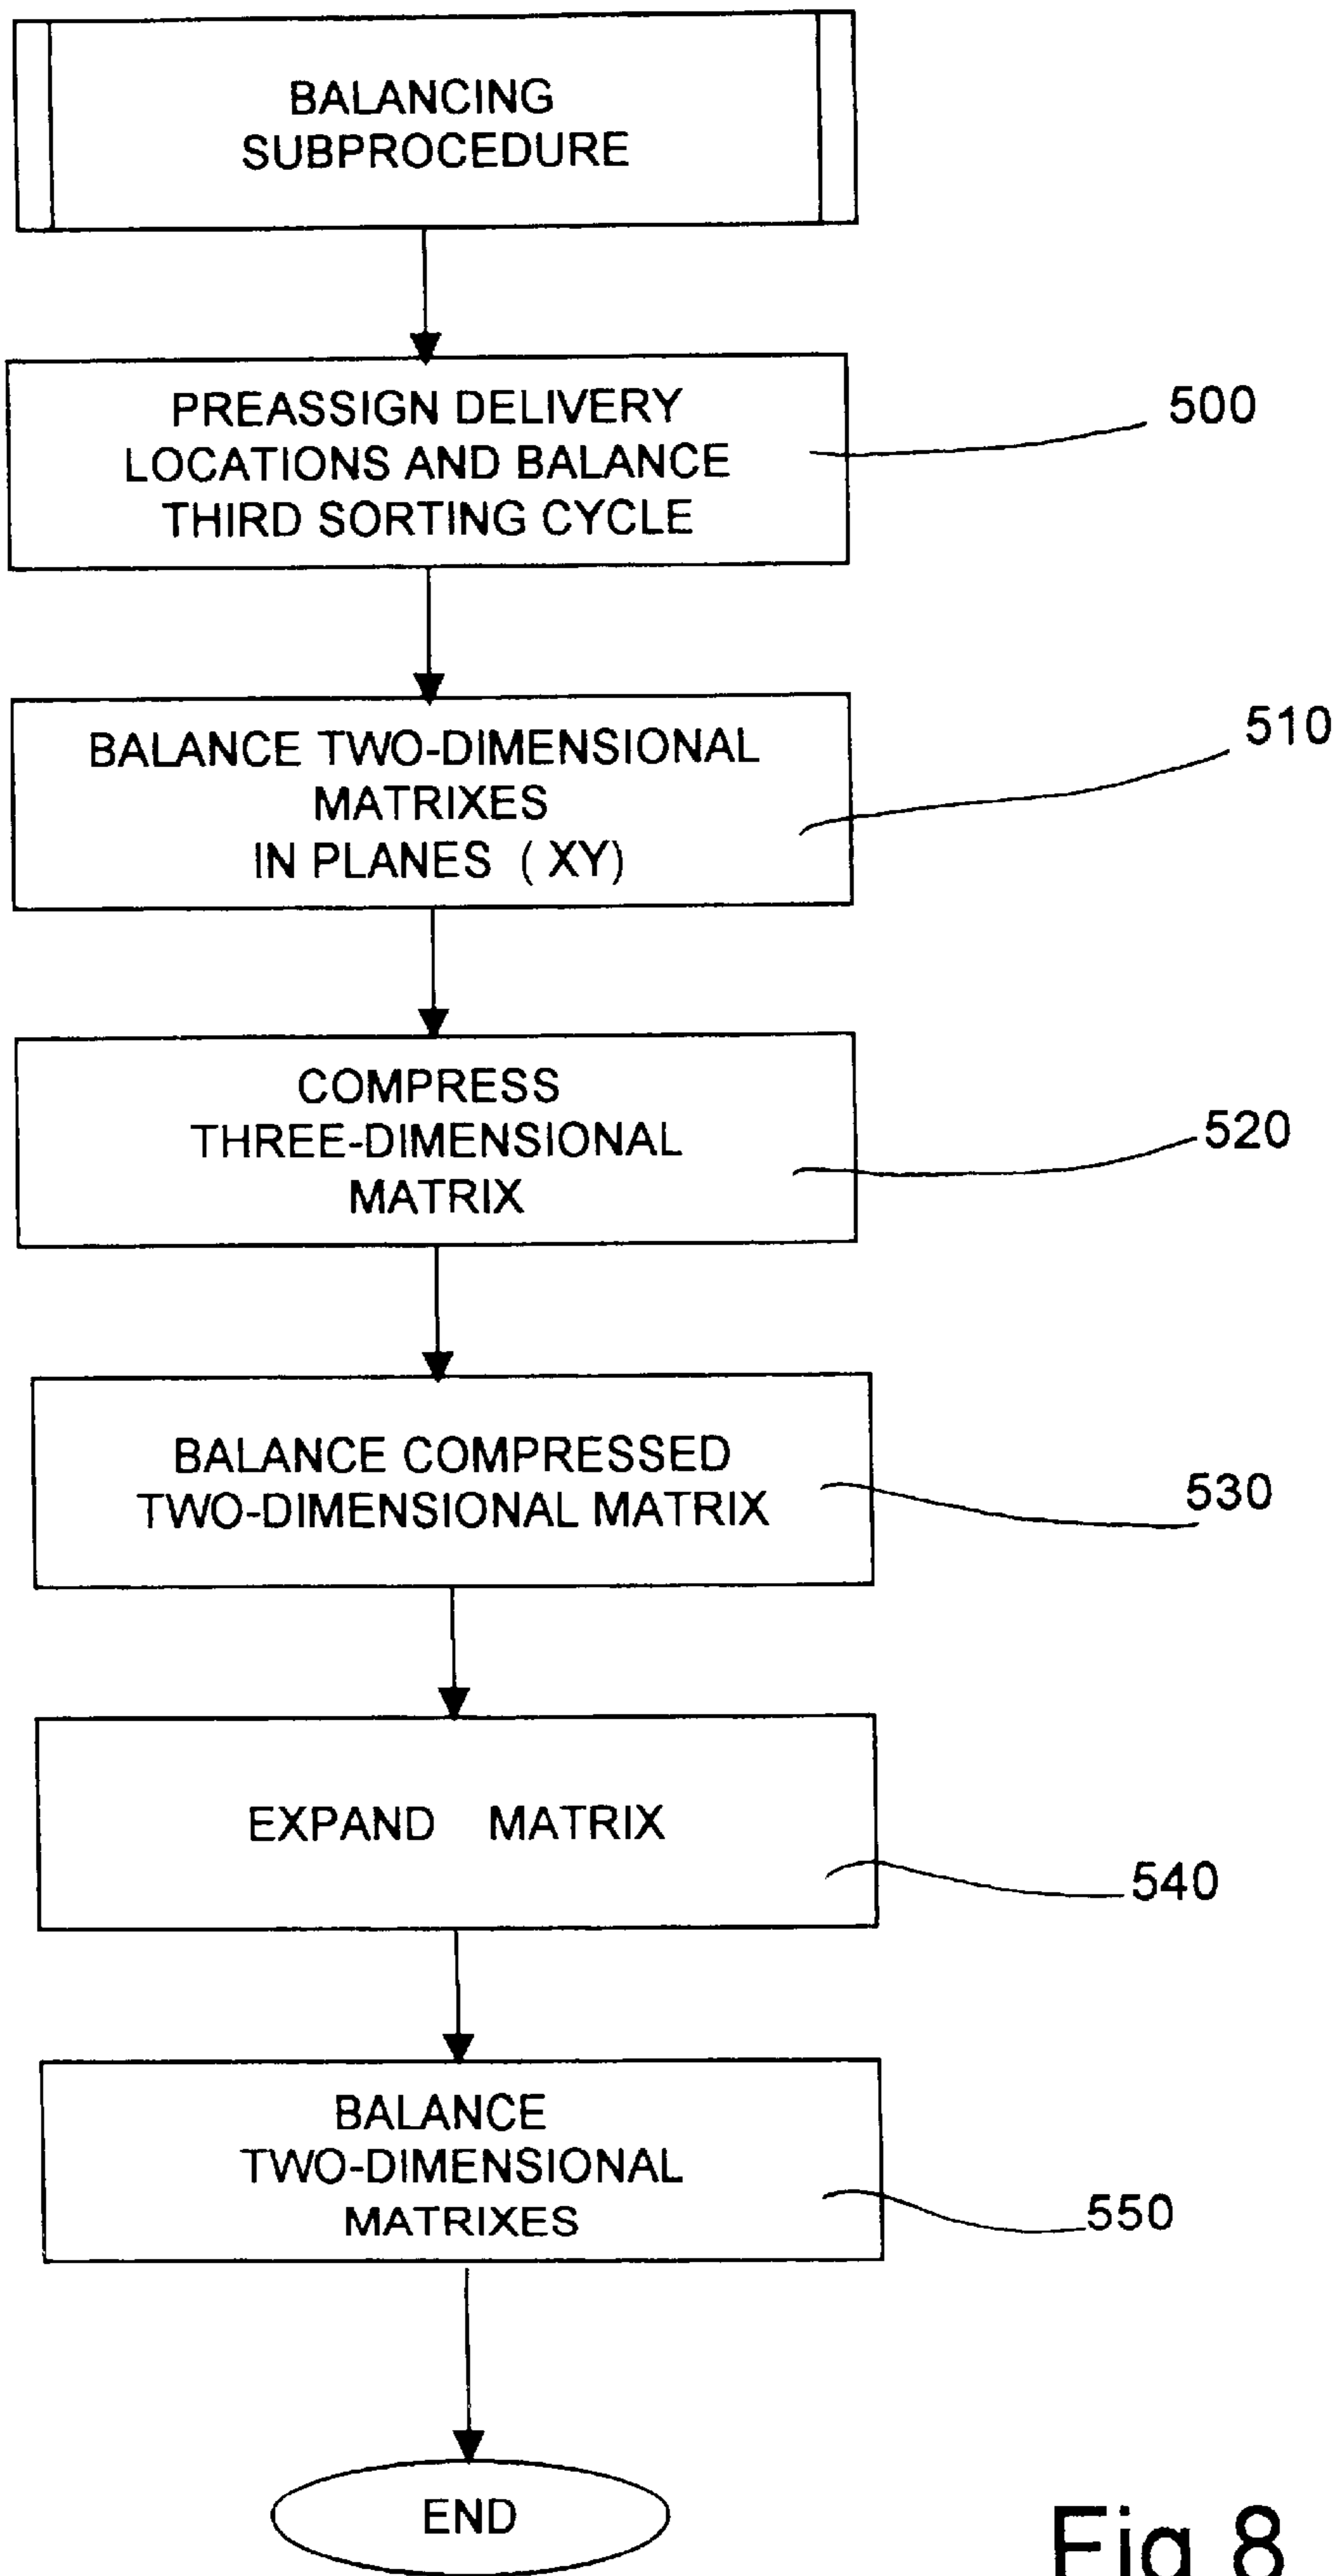 BALANCING
SUBPROCEDURE
PREASSIGN DELIVERY
LOCATIONS AND BALANCE
THIRD SORTING CYCLE
500
BALANCE TWO-DIMENSIONAL
MATRIXES
IN PLANES ( XY)
510
COMPRESS
THREE-DIMENSIONAL
MATRIX
520
BALANCE COMPRESSED
TWO-DIMENSIONAL MATRIX
530
EXPAND MATRIX
540
BALANCE
TWO-DIMENSIONAL
MATRIXES
550
END
Fig 8